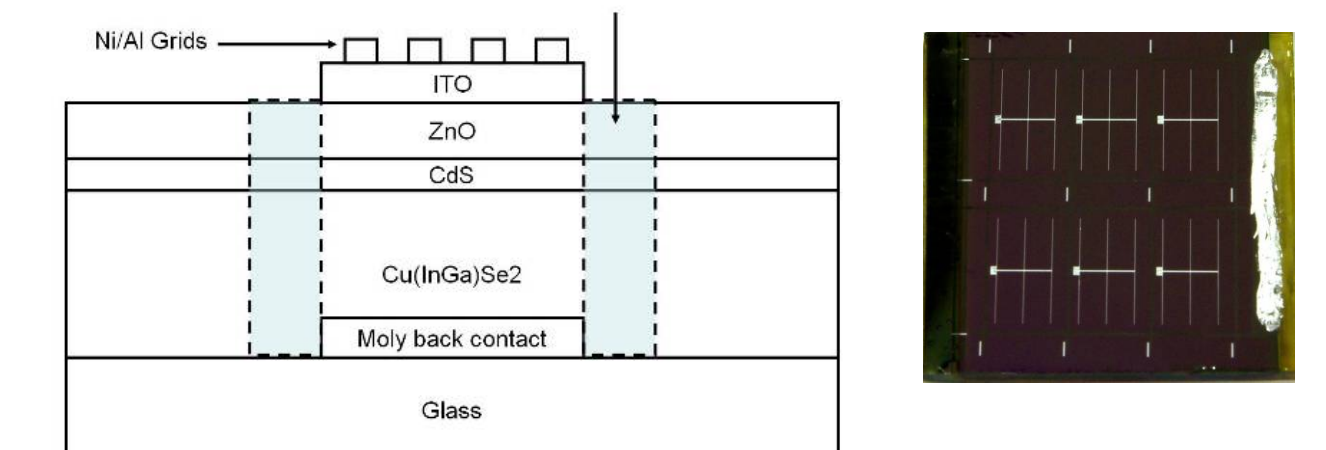 Ni/Al Grids
ITO
ZnO
CdS
Cu(InGa)Se2
Moly back contact
Glass